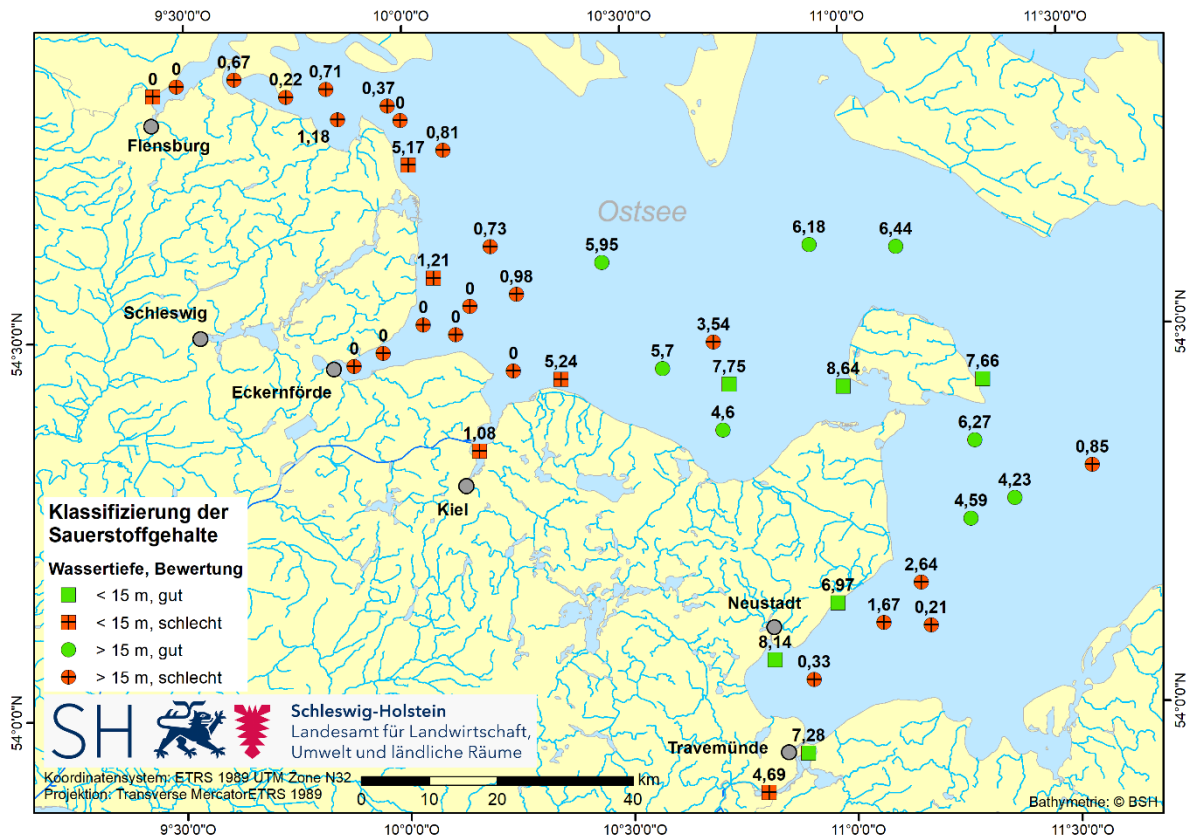 9°30'0"O 10°0'0"O 10°30'0"O 11°0'0"O 11°30'0"O
0
0
0,67
0,22
0,71
0,37
0
1,18
5,17
0,81
Flensburg
Ostsee
0,73
5,95
6,18
6,44
1,21
0,98
0
0
0
Schleswig
54°30'0"N
54°30'0"N
3,54
0
0
0
5,24
5,7
7,75
8,64
7,66
Eckernförde
4,6
6,27
1,08
0,85
Kiel
4,23
4,59
Klassifizierung der
Sauerstoffgehalte
Wassertiefe, Bewertung
< 15 m, gut
< 15 m, schlecht
> 15 m, gut
> 15 m, schlecht
2,64
6,97
1,67
0,21
Neustadt
8,14
0,33
54°0'0"N
54°0'0"N
SH
Schleswig-Holstein
Landesamt für Landwirtschaft,
Umwelt und ländliche Räume
Travemünde
7,28
4,69
Koordinatensystem: ETRS 1989 UTM Zone N32
Projektion: Transverse MercatorETRS 1989
km
0 10 20 40
Bathymetrie: © BSH
9°30'0"O 10°0'0"O 10°30'0"O 11°0'0"O 11°30'0"O